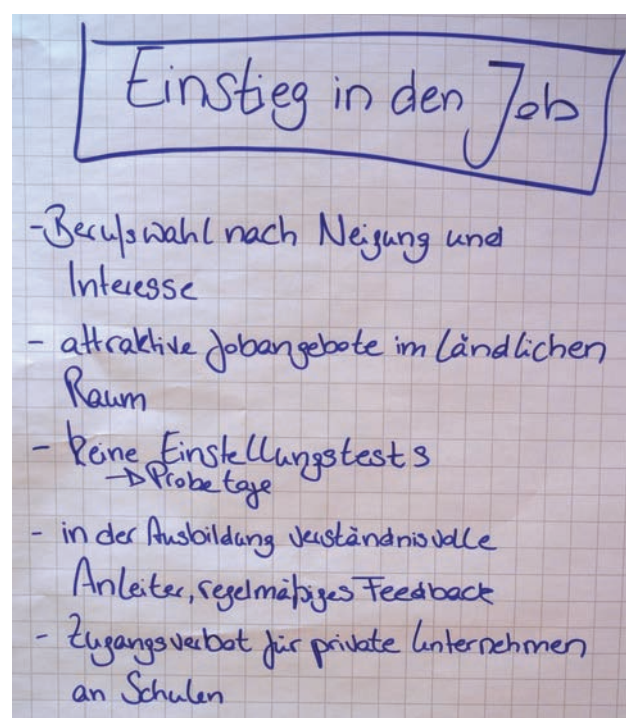 Einstieg in den Job
-Berufswahl nach Neigung und
Interesse
- attraktive Jobangebote im ländlichen
Raum
- keine Einstellungstests
→ Probetage
- in der Ausbildung verständnisvolle
Anleiter, regelmäßiges Feedback
- Zugangsverbot für private Unternehmen
an Schulen